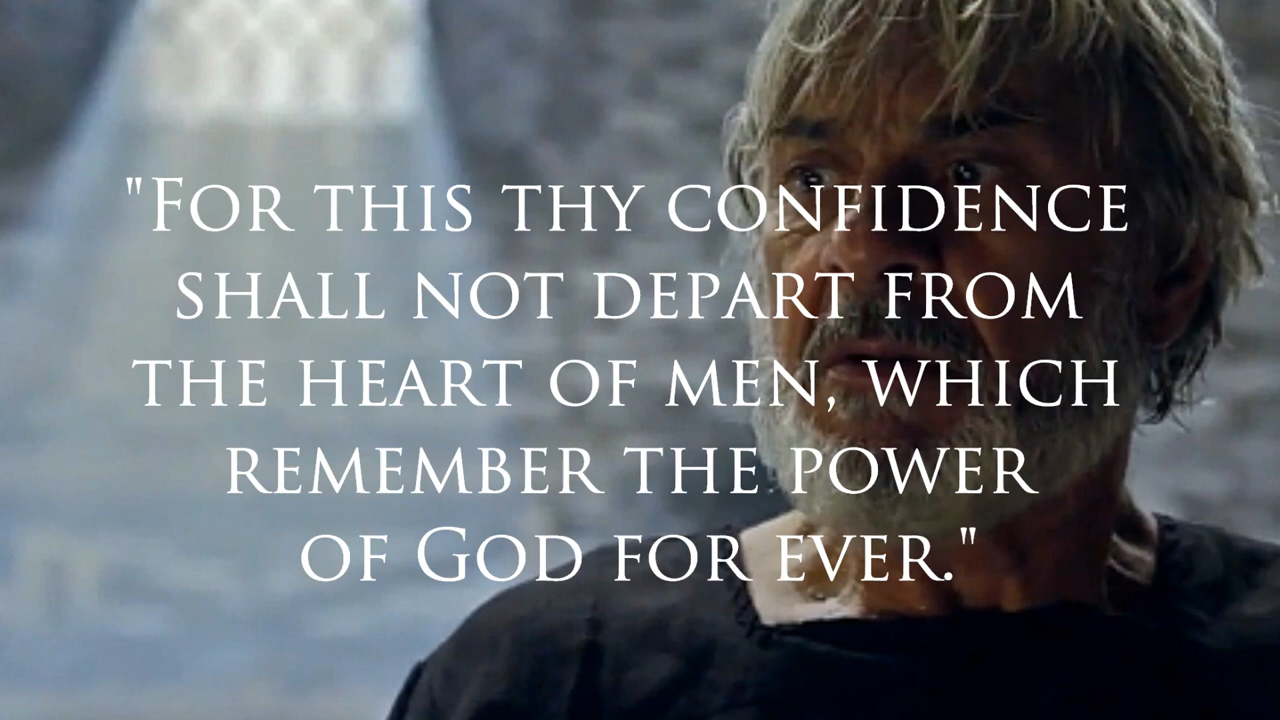 "For this thy confidence
shall not depart from
the heart of men, which
remember the power
of God for ever."